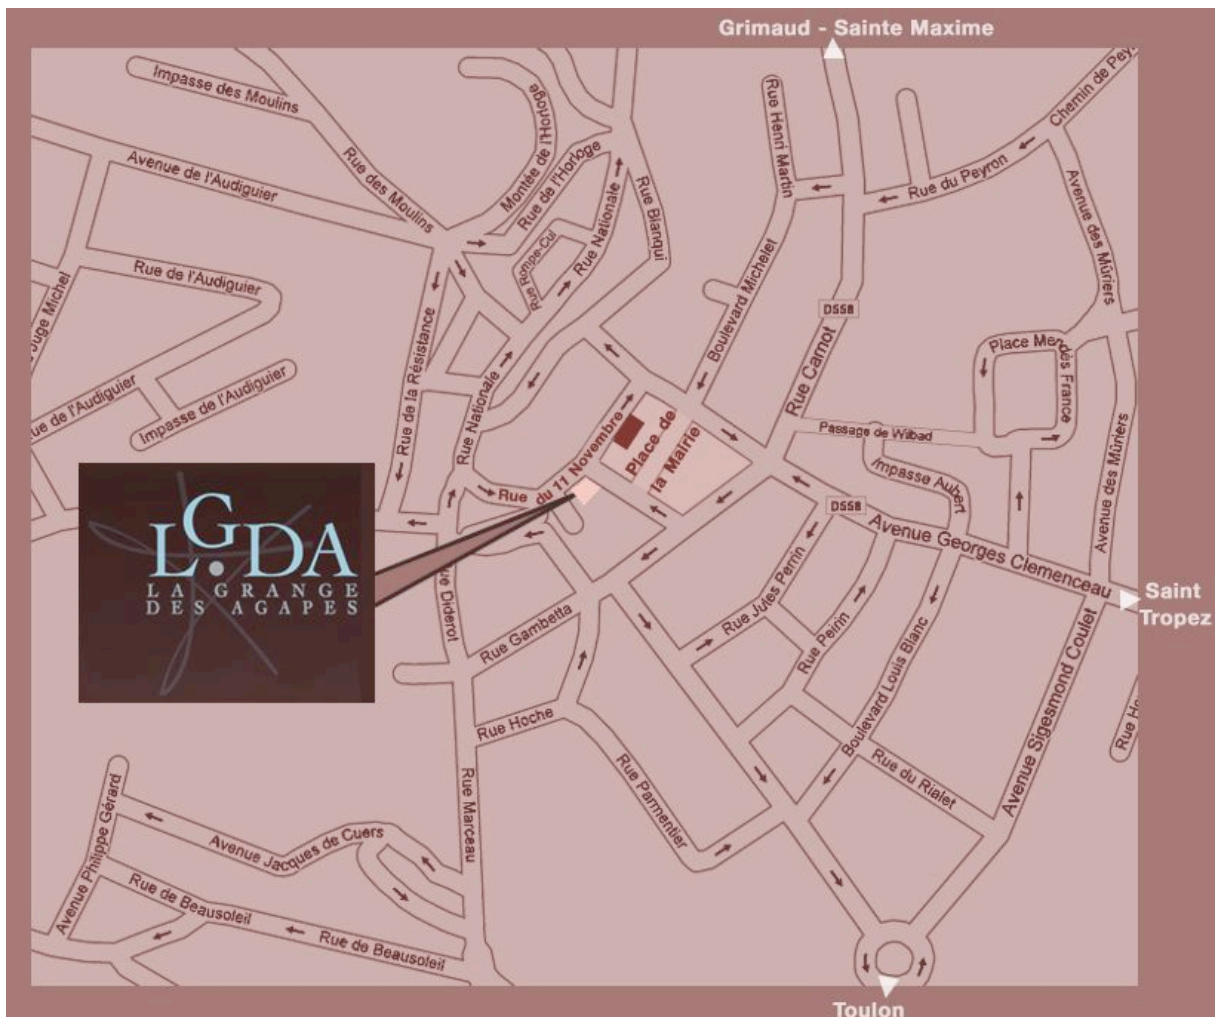 Grimaud - Sainte Maxime
Impasse des Moulins
Avenue de l'Audiguier
Rue des Moulins
Montée de l'Horloge
Rue de l'Horloge
Rue Rompe-Cul
Rue Nationale
Rue Blanqui
Rue Henri Martin
Rue du Peyron
Chemin de Pey
Avenue des Mûriers
Rue de l'Audiguier
Juge Michel
Impasse de l'Audiguier
Rue de l'Audiguier
Rue de la Résistance
Rue Nationale
Boulevard Michelet
D558
Rue Carnot
Place Mendès France
Passage de Wilbad
Impasse Aubert
Avenue des Mûriers
Rue du 11 Novembre
Place de
la Mairie
D558
Avenue Georges Clemenceau
Saint
Tropez
LGDA
LA GRANGE
DES AGAPES
Rue Diderot
Rue Gambetta
Rue Jules Perrin
Rue Peirin
Boulevard Louis Blanc
Avenue Sigesmond Coulet
Rue Hoche
Rue Parmentier
Rue du Rialet
Rue Marceau
Avenue Philippe Gérard
Avenue Jacques de Cuers
Rue de Beausoleil
Rue de Beausoleil
Toulon